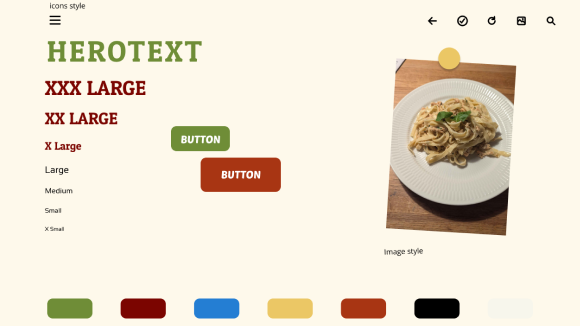 icons style
HEROTEXT
XXX LARGE
XX LARGE
X Large
Large
Medium
Small
X Small
BUTTON
BUTTON
Image style